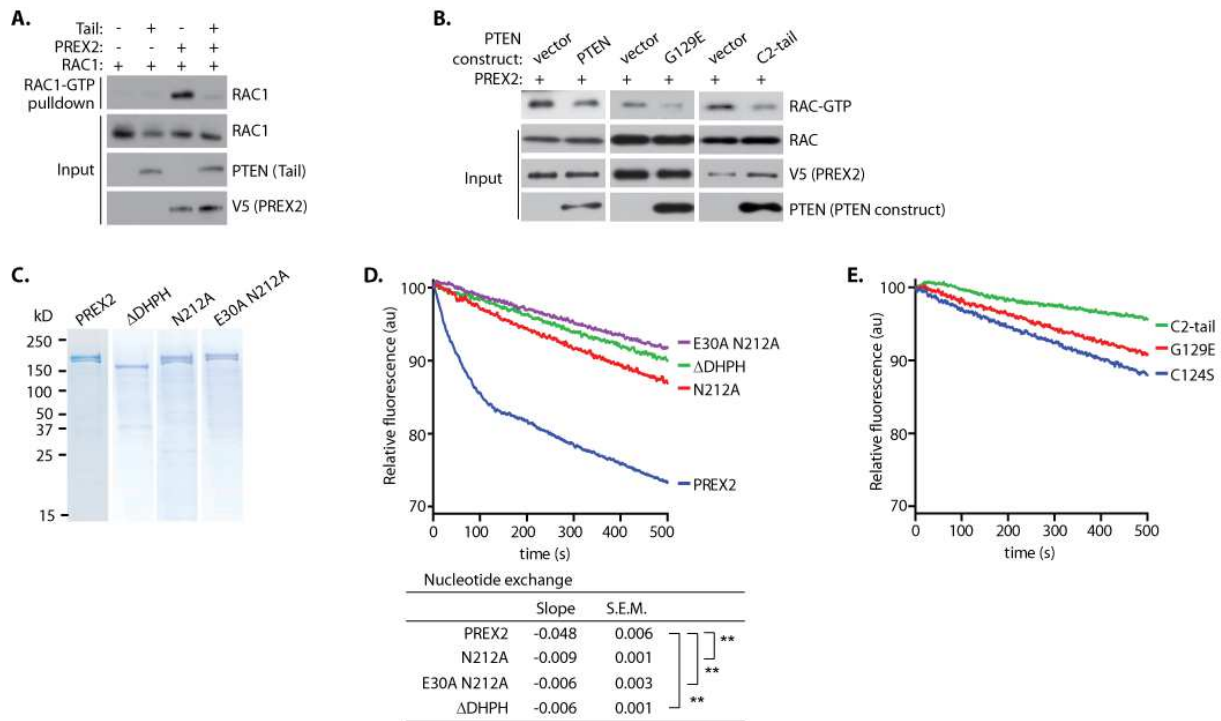 A.
Tail: - + - +
PREX2: - - + +
RAC1: + + + +
RAC1-GTP
pulldown
RAC1
Input
RAC1
PTEN (Tail)
V5 (PREX2)
B.
PTEN
construct:
vector PTEN vector G129E vector C2-tail
PREX2: + + + + + +
RAC-GTP
Input
RAC
V5 (PREX2)
PTEN (PTEN construct)
C.
kD PREX2 ΔDHPH N212A E30A N212A
250
150
100
50
37
25
15
D.
Relative fluorescence (au)
100
90
80
70
E30A N212A
ΔDHPH
N212A
PREX2
0 100 200 300 400 500
time (s)
Nucleotide exchange
Slope S.E.M.
PREX2 -0.048 0.006
N212A -0.009 0.001
E30A N212A -0.006 0.003
ΔDHPH -0.006 0.001
**
**
**
E.
Relative fluorescence (au)
100
90
80
70
C2-tail
G129E
C124S
0 100 200 300 400 500
time (s)